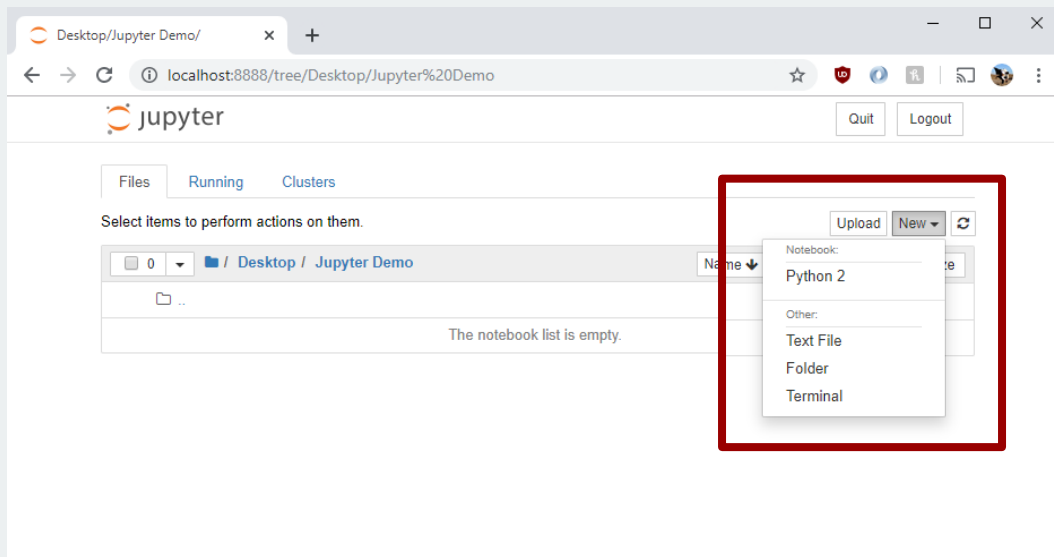 Desktop/Jupyter Demo/
localhost:8888/tree/Desktop/Jupyter%20Demo
jupyter
Quit Logout
Files Running Clusters
Select items to perform actions on them.
Upload New
0 / Desktop / Jupyter Demo
Name
..
The notebook list is empty.
Notebook:
Python 2
Other:
Text File
Folder
Terminal